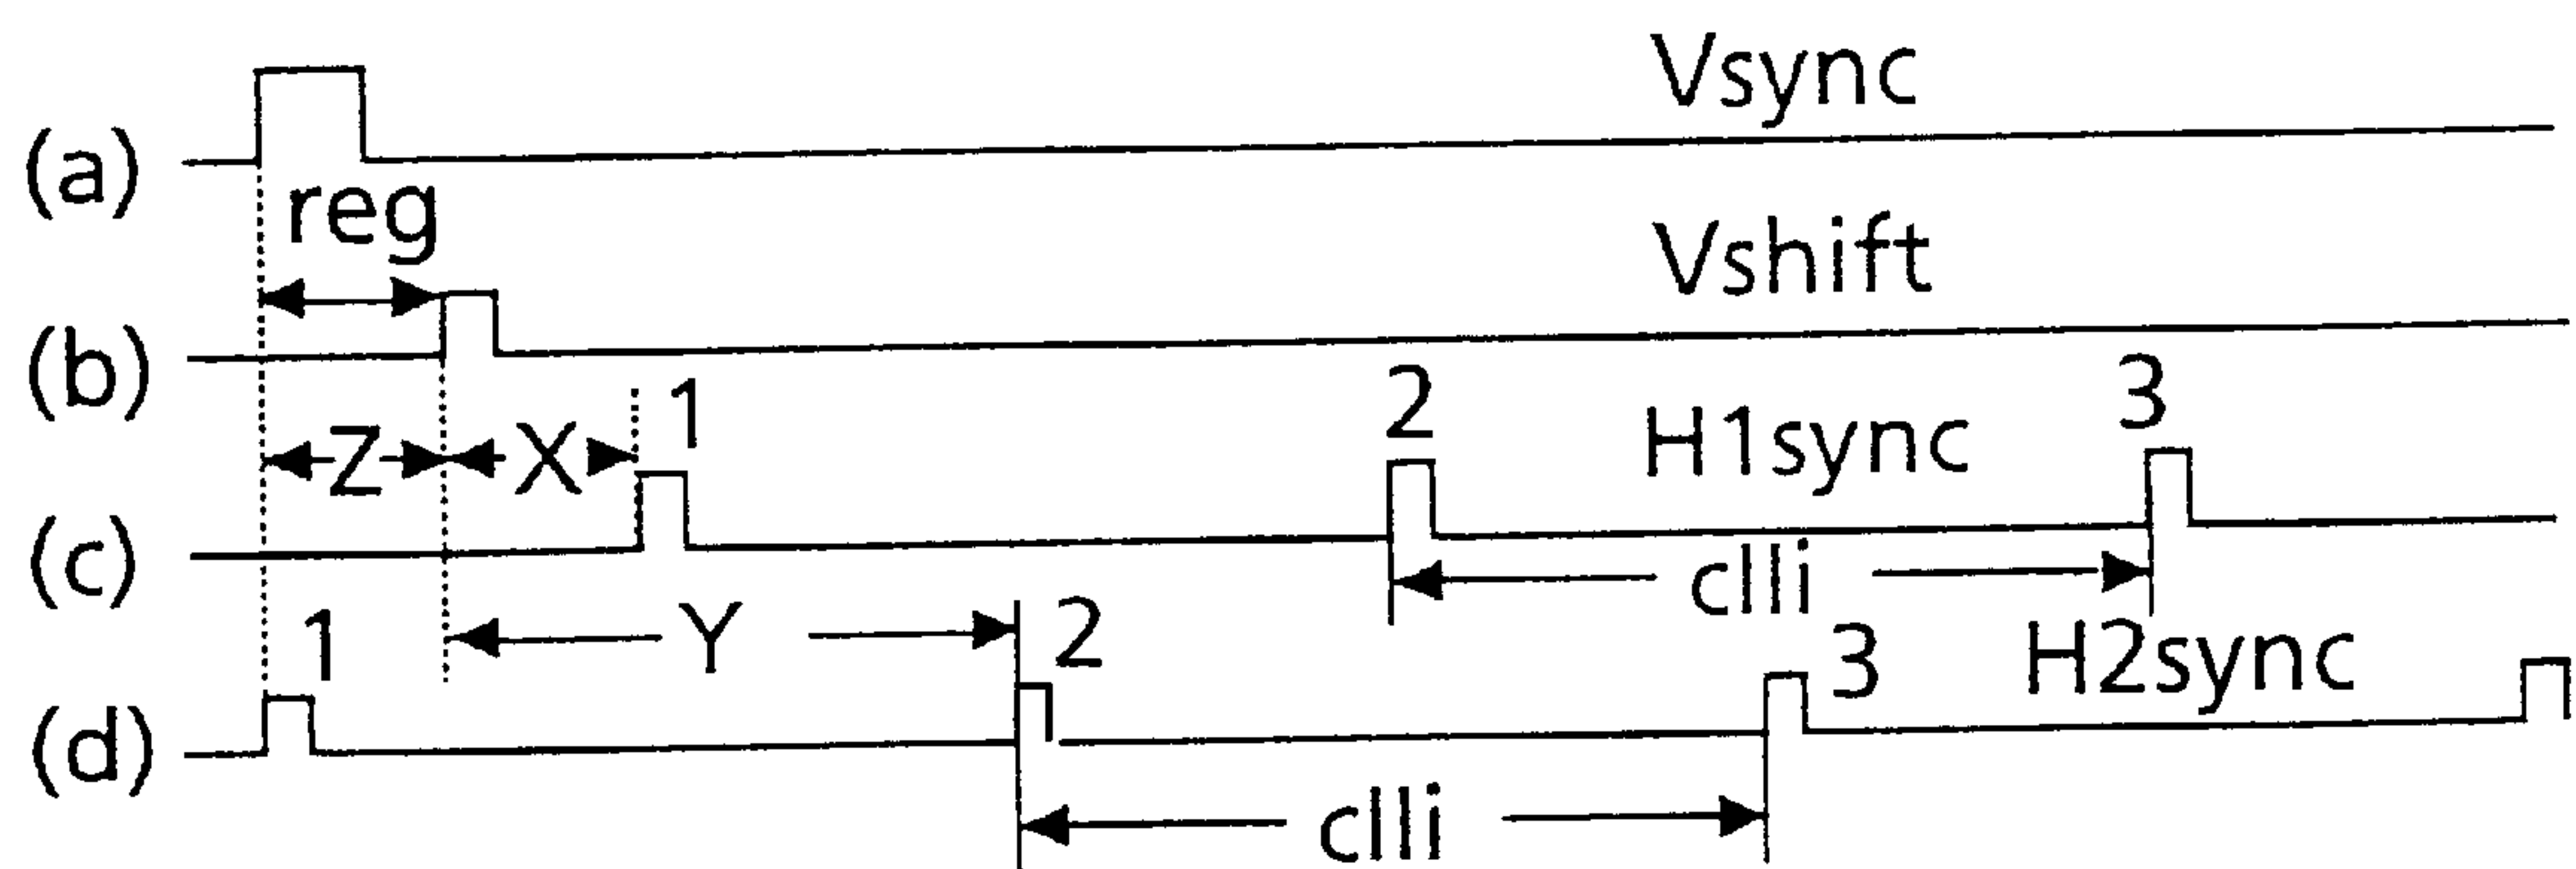 Vsync
(a)
reg
Vshift
(b)
1 2 3
Z X H1sync
(c)
clli
1 Y 2 3 H2sync
(d)
clli